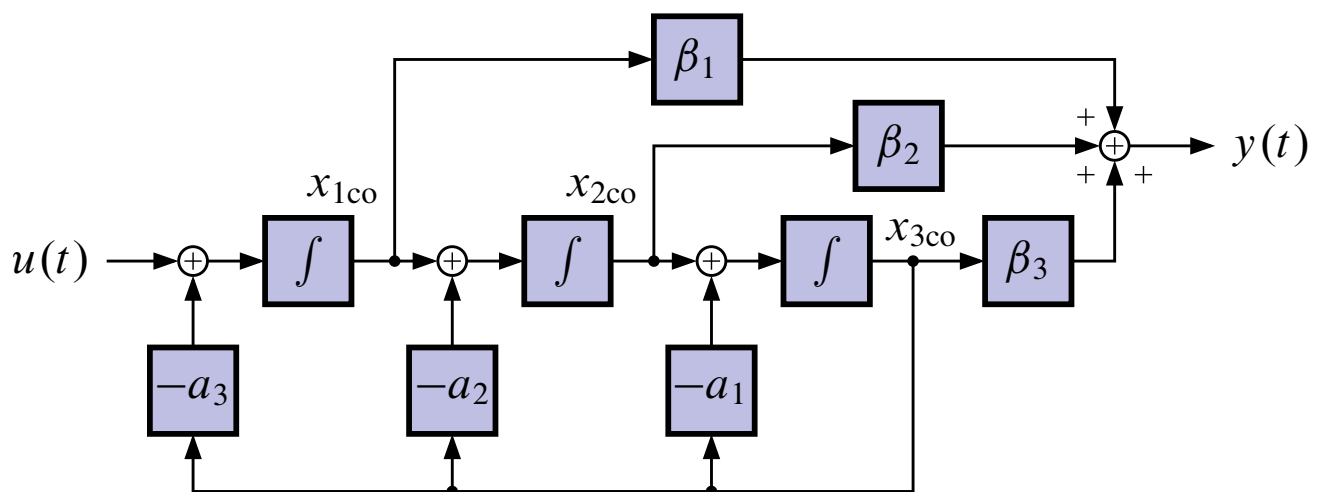 β₁
+
β₂
+
y(t)
+
+
x₁co
x₂co
x₃co
u(t)
+
∫
+
∫
+
∫
β₃
−a₃
−a₂
−a₁
+